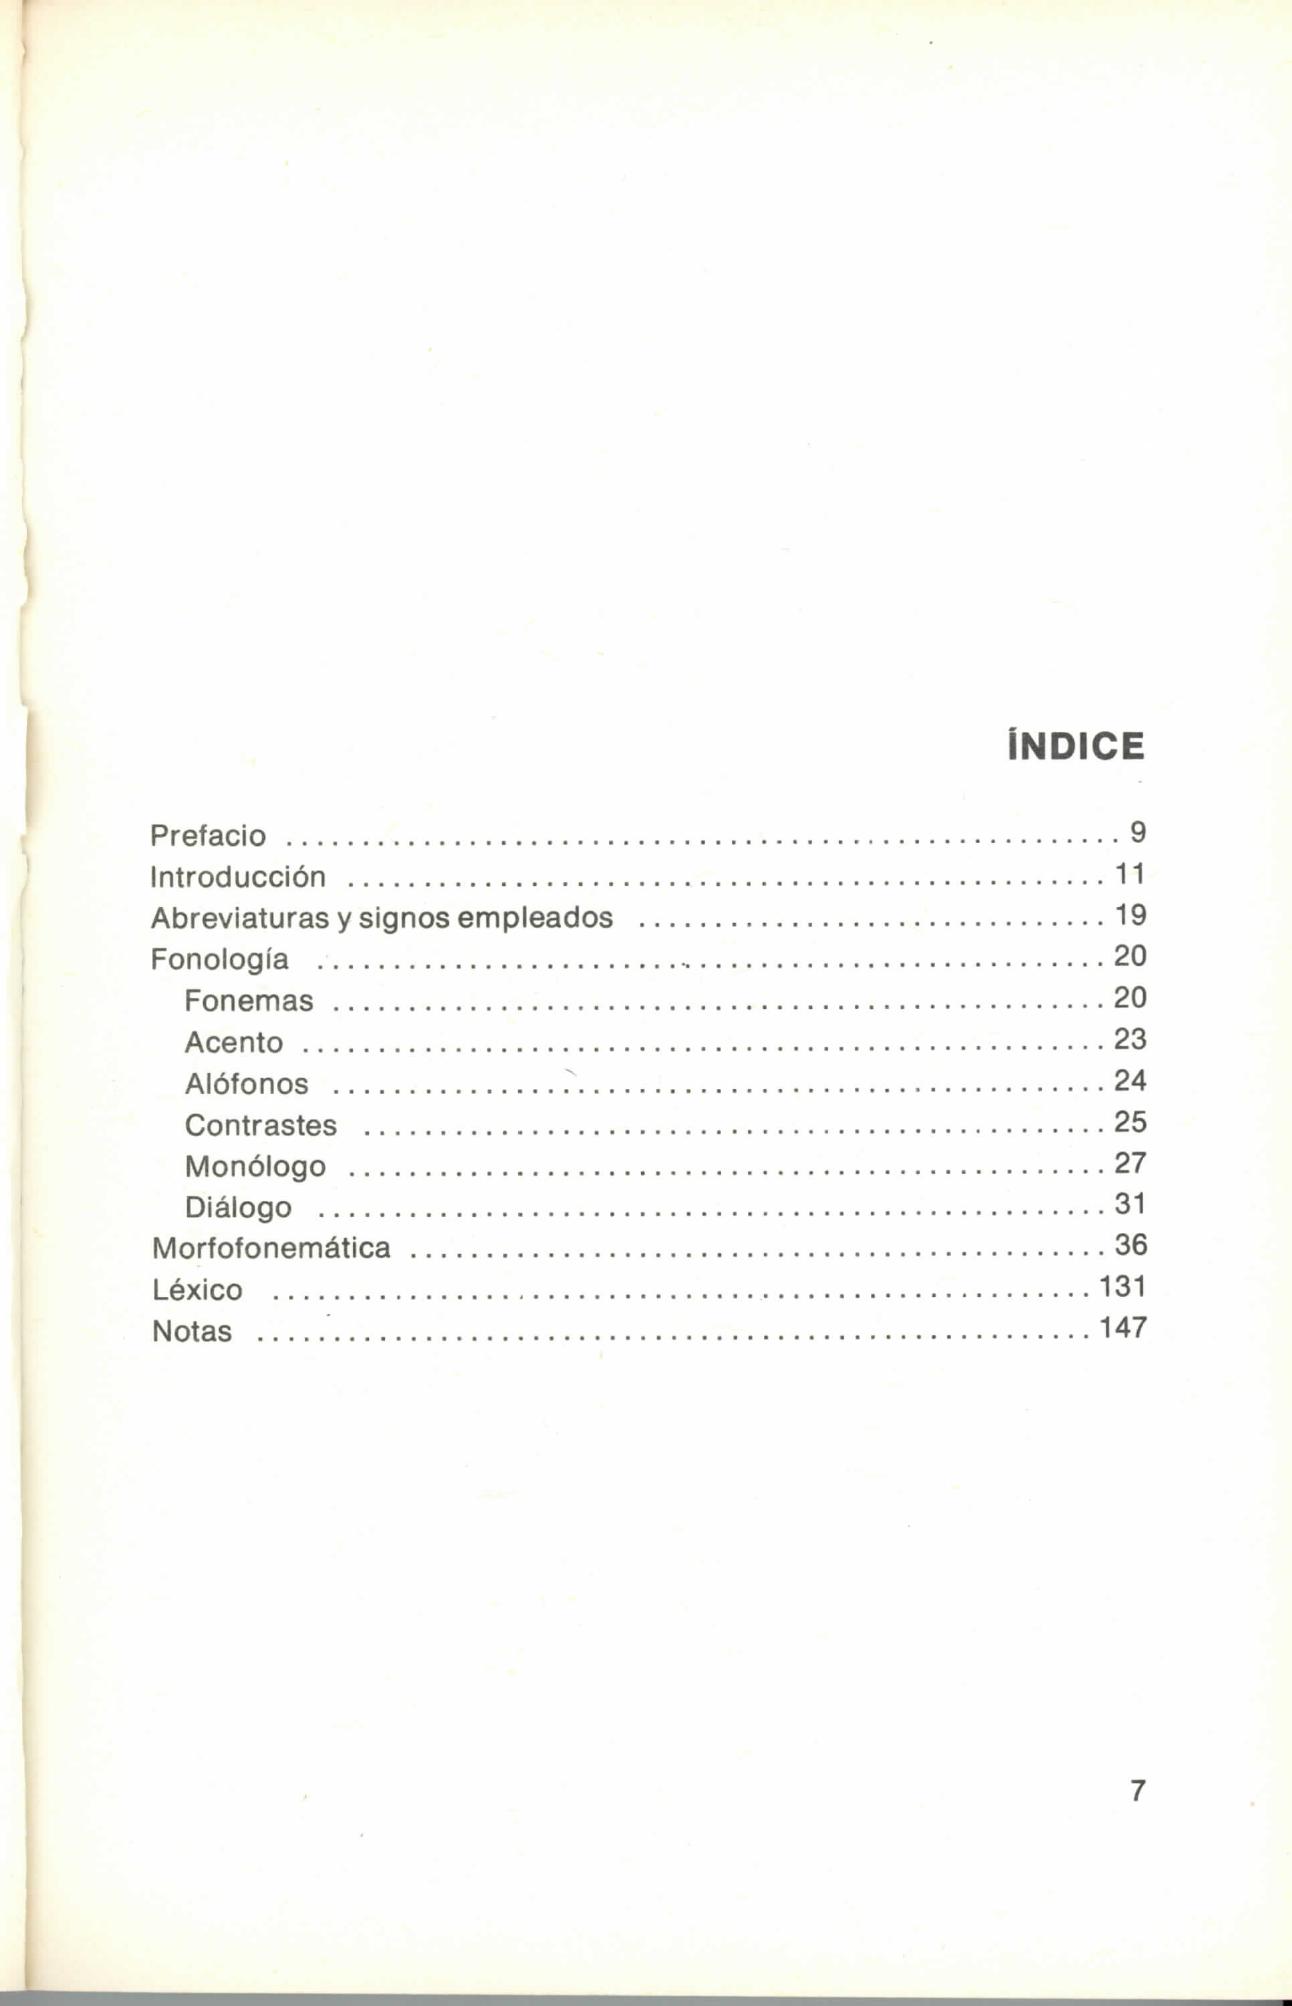 ÍNDICE
Prefacio ........................................................ 9
Introducción .................................................. 11
Abreviaturas y signos empleados ............................... 19
Fonología ..................................................... 20
Fonemas ................................................... 20
Acento ..................................................... 23
Alófonos ................................................... 24
Contrastes ................................................. 25
Monólogo .................................................. 27
Diálogo .................................................... 31
Morfofonemática .............................................. 36
Léxico ...................................................... 131
Notas ....................................................... 147
7